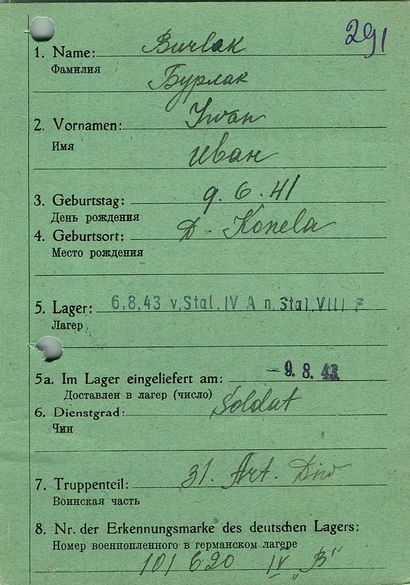 291
1. Name: Burlak
Фамилия Бурлак
2. Vornamen: Iwan
Имя Иван
3. Geburtstag: 9.6.41
День рождения
4. Geburtsort: D. Konela
Место рождения
5. Lager: 6.8.43 v. Stal. IV A n. Stal. VIII F
Лагерь
5a. Im Lager eingeliefert am: -9.8.43
Доставлен в лагер (число)
6. Dienstgrad: Soldat
Чин
7. Truppenteil: 31. Art. Div
Воинская часть
8. Nr. der Erkennungsmarke des deutschen Lagers:
Номер военнопленного в германском лагере
101620 IV "B"